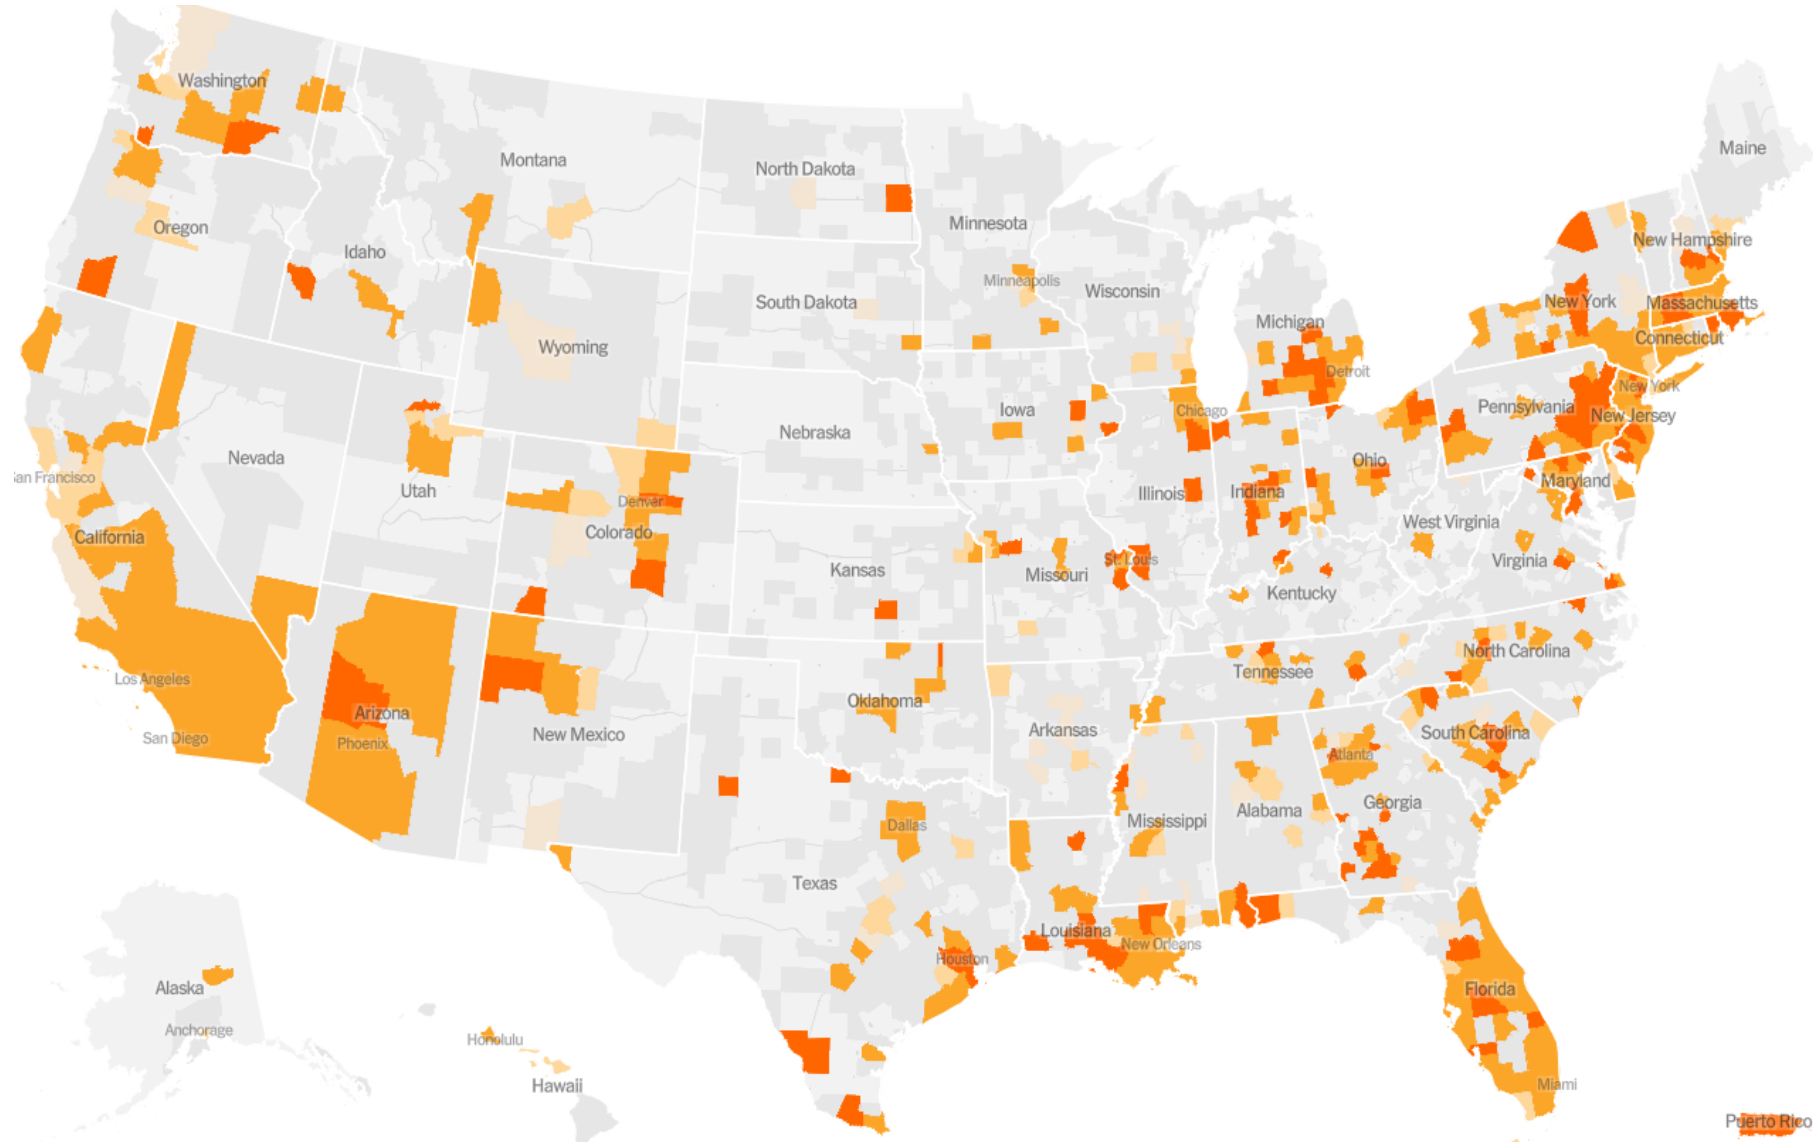 Washington
Montana
North Dakota
Maine
Minnesota
Oregon
Idaho
New Hampshire
Minneapolis
Wisconsin
South Dakota
New York
Massachusetts
Michigan
Wyoming
Connecticut
Detroit
New York
Iowa
Chicago
Pennsylvania
New Jersey
Nebraska
Nevada
Ohio
San Francisco
Utah
Denver
Illinois
Indiana
Maryland
California
Colorado
West Virginia
Kansas
Missouri
St. Louis
Virginia
Kentucky
Los Angeles
Oklahoma
Tennessee
North Carolina
Arizona
San Diego
Phoenix
New Mexico
Arkansas
South Carolina
Atlanta
Dallas
Mississippi
Alabama
Georgia
Texas
Louisiana
New Orleans
Houston
Alaska
Florida
Anchorage
Honolulu
Hawaii
Miami
Puerto Rico